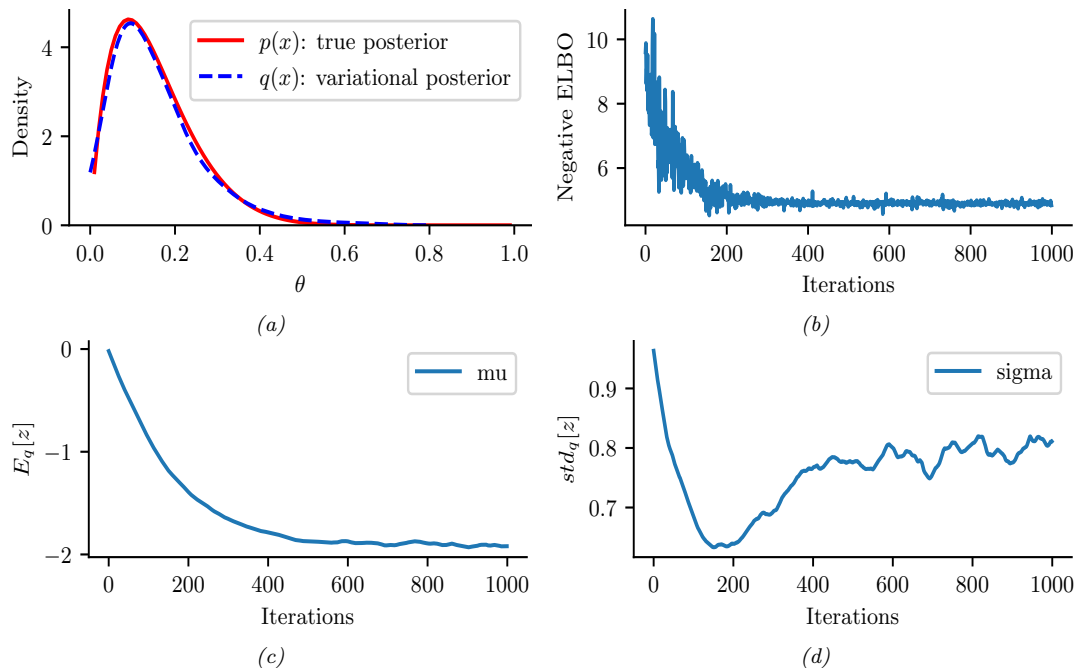 p(x): true posterior
q(x): variational posterior
Density
4
2
0
0.0 0.2 0.4 0.6 0.8 1.0
θ
(a)
Negative ELBO
10
8
6
0 200 400 600 800 1000
Iterations
(b)
mu
E_q[z]
0
−1
−2
0 200 400 600 800 1000
Iterations
(c)
sigma
std_q[z]
0.9
0.8
0.7
0 200 400 600 800 1000
Iterations
(d)